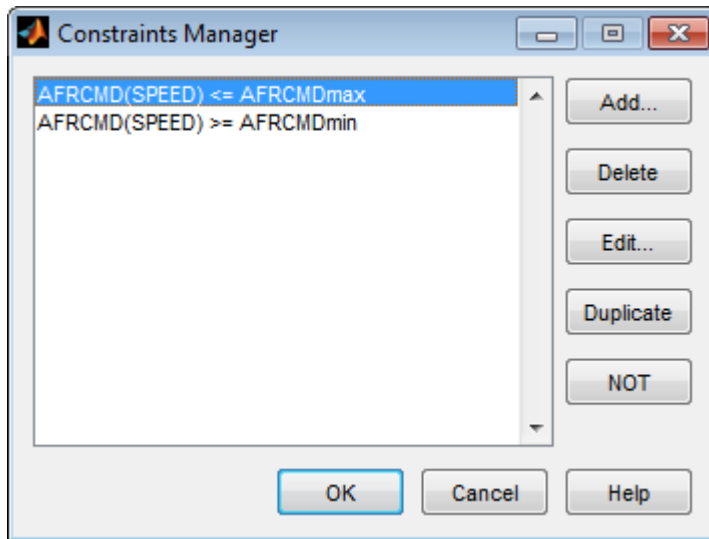 Constraints Manager
AFRCMD(SPEED) <= AFRCMDmax
AFRCMD(SPEED) >= AFRCMDmin
Add...
Delete
Edit...
Duplicate
NOT
OK
Cancel
Help